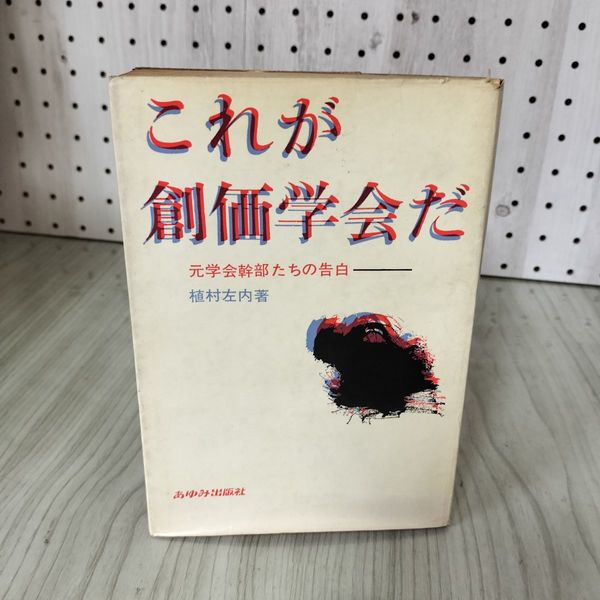 これが
創価学会だ
元学会幹部たちの告白――
植村左内著
あゆみ出版社